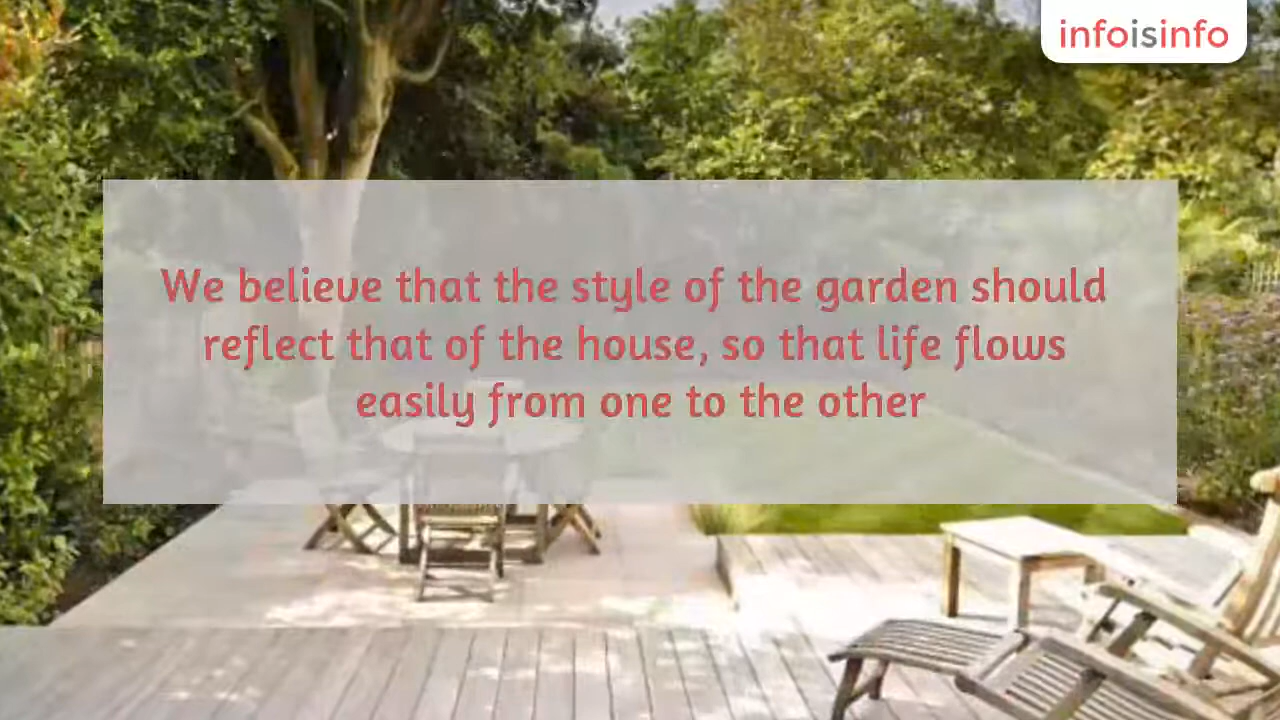 infoisinfo
We believe that the style of the garden should
reflect that of the house, so that life flows
easily from one to the other